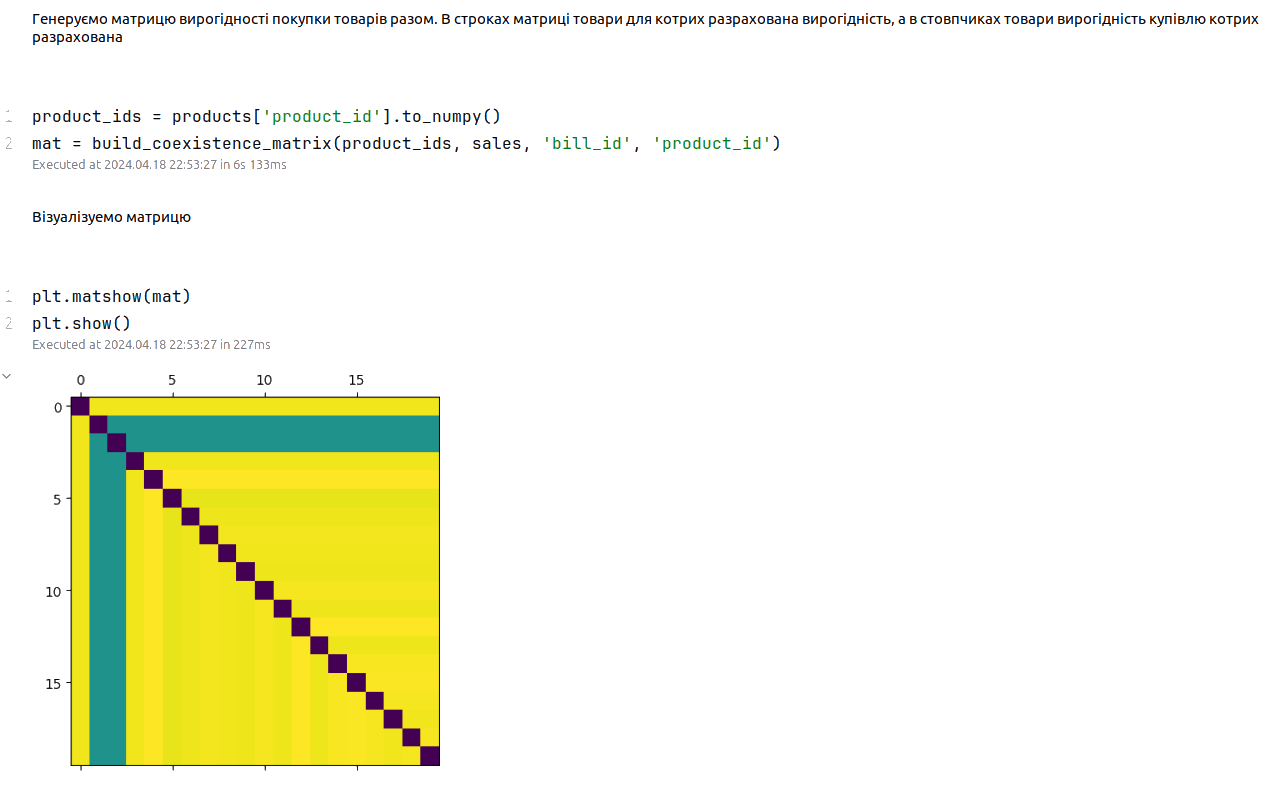 Генеруємо матрицю вирогідності покупки товарів разом. В строках матриці товари для котрих разрахована вирогідність, а в стовпчиках товари вирогідність купівлю котрих
разрахована
1 product_ids = products['product_id'].to_numpy()
2 mat = build_coexistence_matrix(product_ids, sales, 'bill_id', 'product_id')
Executed at 2024.04.18 22:53:27 in 6s 133ms
Візуалізуемо матрицю
1 plt.matshow(mat)
2 plt.show()
Executed at 2024.04.18 22:53:27 in 227ms
0 5 10 15
0
5
10
15